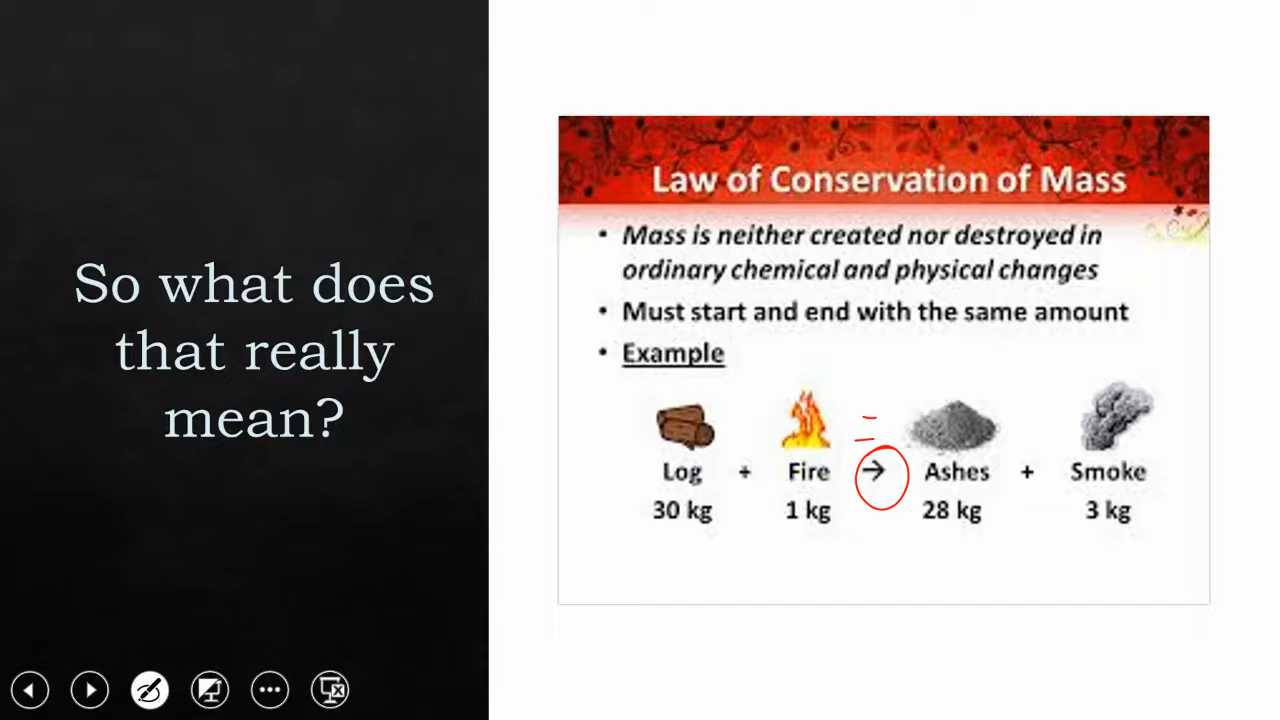 So what does
that really
mean?
Law of Conservation of Mass
• Mass is neither created nor destroyed in
ordinary chemical and physical changes
• Must start and end with the same amount
• Example
=
Log + Fire → Ashes + Smoke
30 kg 1 kg 28 kg 3 kg